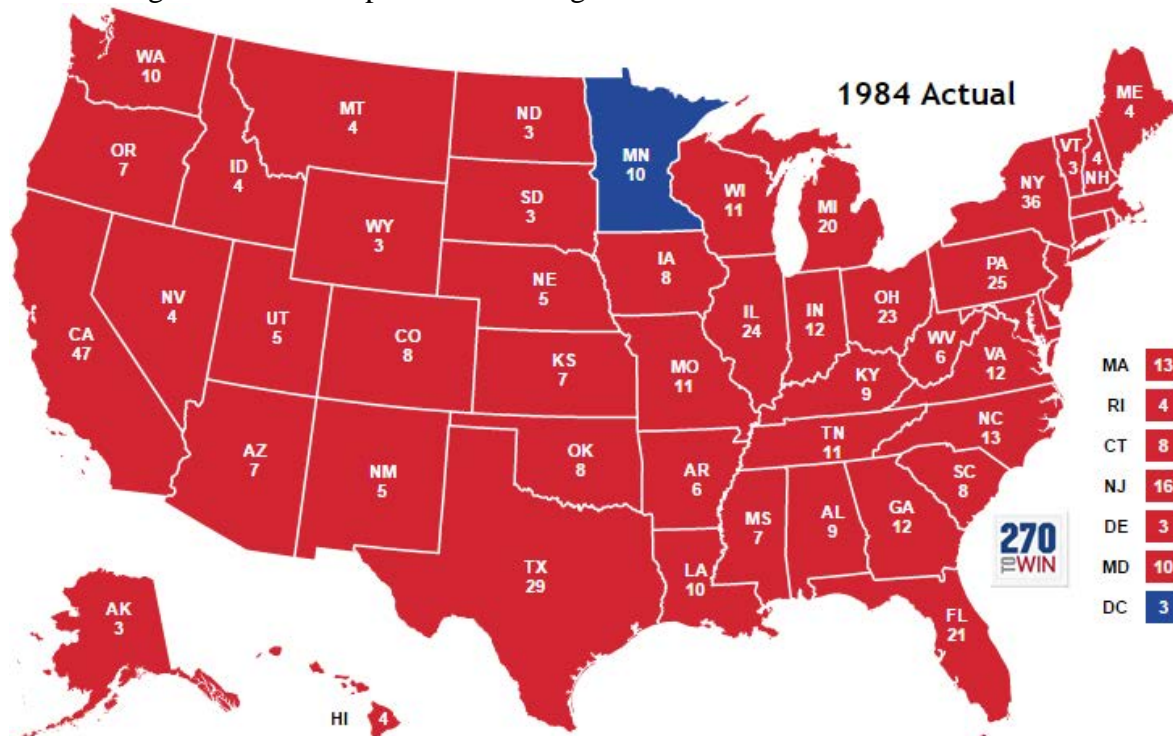 1984 Actual
WA
10
OR
7
CA
47
ID
4
NV
4
MT
4
WY
3
UT
5
AZ
7
CO
8
NM
5
ND
3
SD
3
NE
5
KS
7
OK
8
TX
29
MN
10
IA
8
MO
11
AR
6
LA
10
WI
11
IL
24
MI
20
IN
12
OH
23
KY
9
TN
11
MS
7
AL
9
GA
12
FL
21
SC
8
NC
13
VA
12
WV
6
PA
25
NY
36
VT
3
4
NH
ME
4
AK
3
HI 4
270
TO WIN
MA 13
RI 4
CT 8
NJ 16
DE 3
MD 10
DC 3